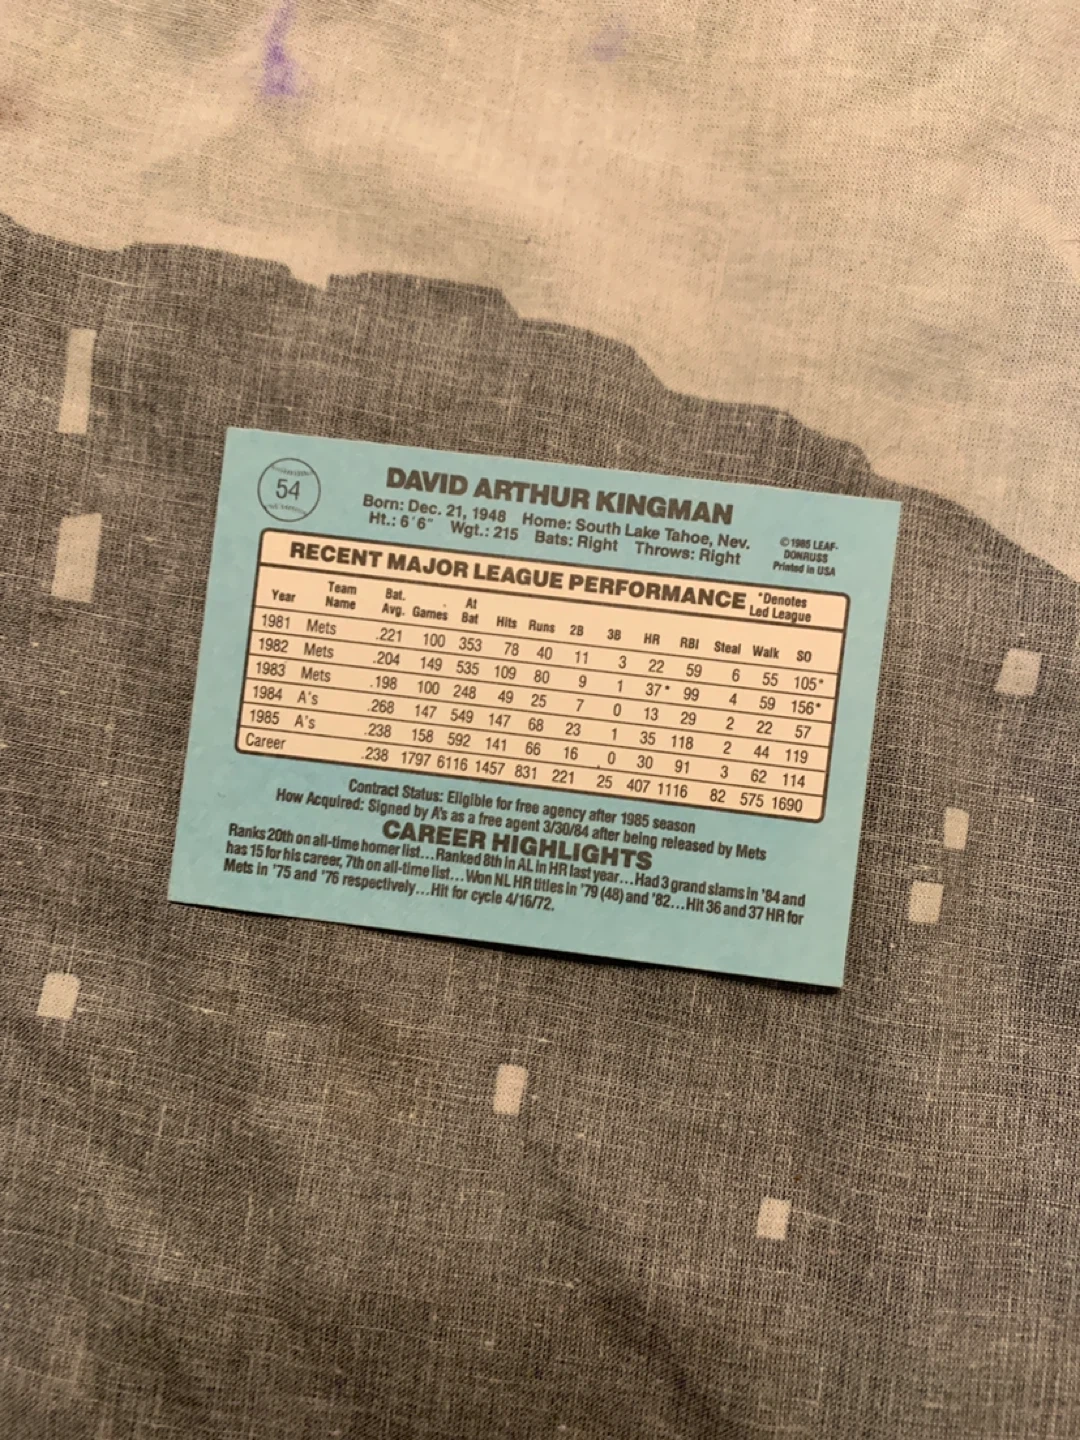 54
DAVID ARTHUR KINGMAN
Born: Dec. 21, 1948 Home: South Lake Tahoe, Nev.
Ht.: 6'6" Wgt.: 215 Bats: Right Throws: Right
©1985 LEAF-
DONRUSS
Printed in USA
RECENT MAJOR LEAGUE PERFORMANCE
*Denotes
Led League
Year Team Name Bat. Avg. Games At Bat Hits Runs 2B 3B HR RBI Steal Walk SO
1981 Mets .221 100 353 78 40 11 3 22 59 6 55 105*
1982 Mets .204 149 535 109 80 9 1 37* 99 4 59 156*
1983 Mets .198 100 248 49 25 7 0 13 29 2 22 57
1984 A's .268 147 549 147 68 23 1 35 118 2 44 119
1985 A's .238 158 592 141 66 16 0 30 91 3 62 114
Career .238 1797 6116 1457 831 221 25 407 1116 82 575 1690
Contract Status: Eligible for free agency after 1985 season
How Acquired: Signed by A's as a free agent 3/30/84 after being released by Mets
CAREER HIGHLIGHTS
Ranks 20th on all-time homer list...Ranked 8th in AL in HR last year...Had 3 grand slams in '84 and
has 15 for his career, 7th on all-time list...Won NL HR titles in '79 (48) and '82...Hit 36 and 37 HR for
Mets in '75 and '76 respectively...Hit for cycle 4/16/72.